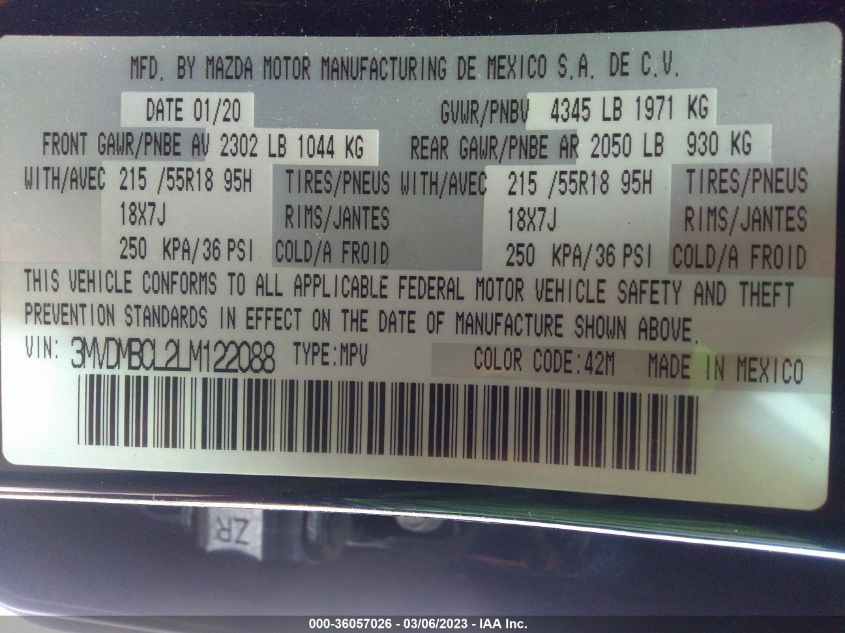 MFD. BY MAZDA MOTOR MANUFACTURING DE MEXICO S.A. DE C.V.
DATE 01/20 GVWR/PNBV 4345 LB 1971 KG
FRONT GAWR/PNBE AV 2302 LB 1044 KG REAR GAWR/PNBE AR 2050 LB 930 KG
WITH/AVEC 215 /55R18 95H TIRES/PNEUS WITH/AVEC 215 /55R18 95H TIRES/PNEUS
18X7J RIMS/JANTES 18X7J RIMS/JANTES
250 KPA/36 PSI COLD/A FROID 250 KPA/36 PSI COLD/A FROID
THIS VEHICLE CONFORMS TO ALL APPLICABLE FEDERAL MOTOR VEHICLE SAFETY AND THEFT
PREVENTION STANDARDS IN EFFECT ON THE DATE OF MANUFACTURE SHOWN ABOVE.
VIN: 3MVDMBCL2LM122088 TYPE:MPV COLOR CODE:42M MADE IN MEXICO
ZR
000-36057026 - 03/06/2023 - IAA Inc.